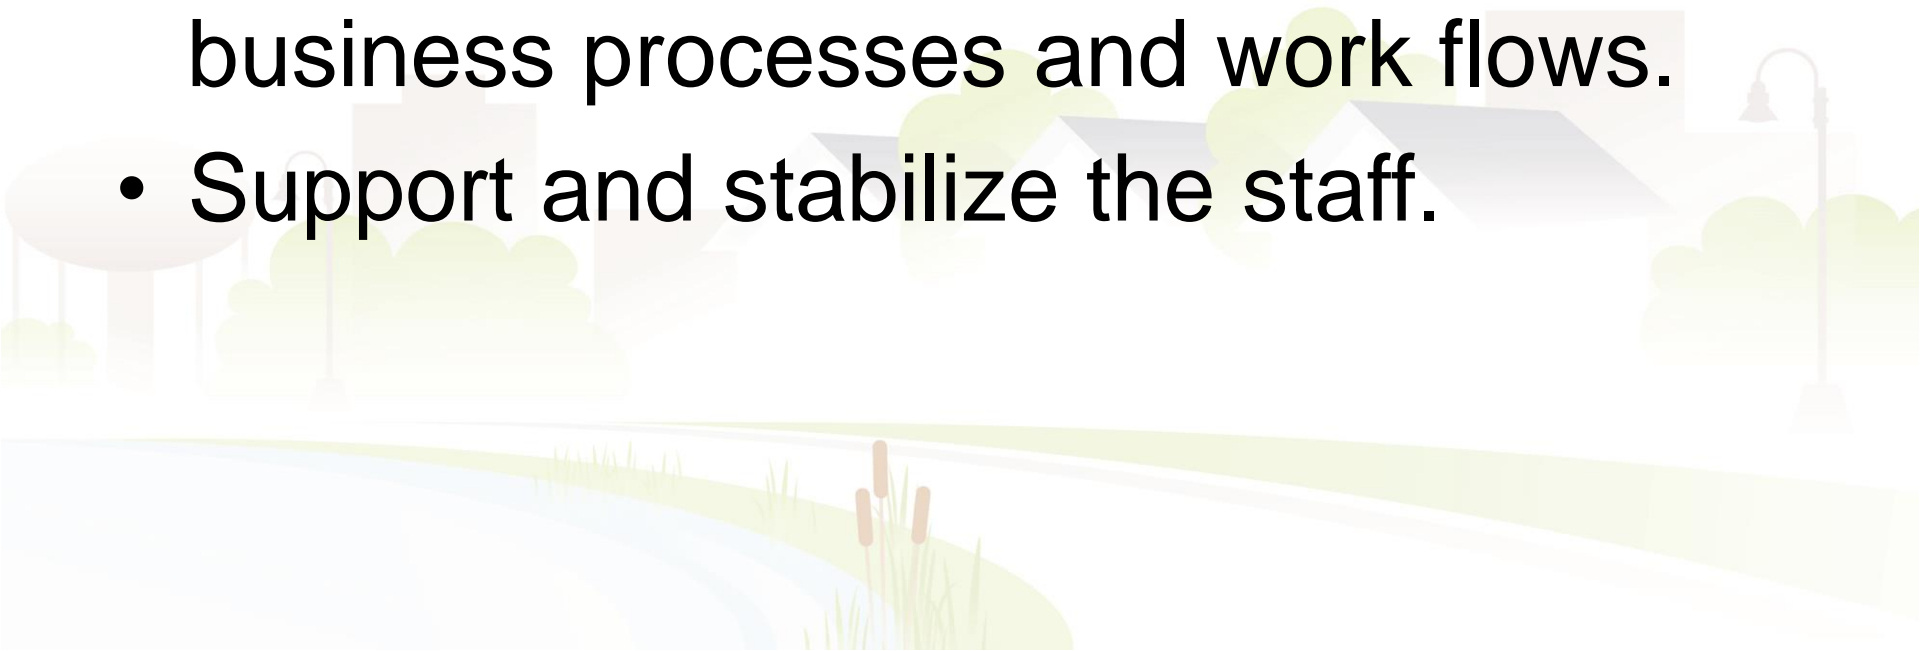 business processes and work flows.
• Support and stabilize the staff.